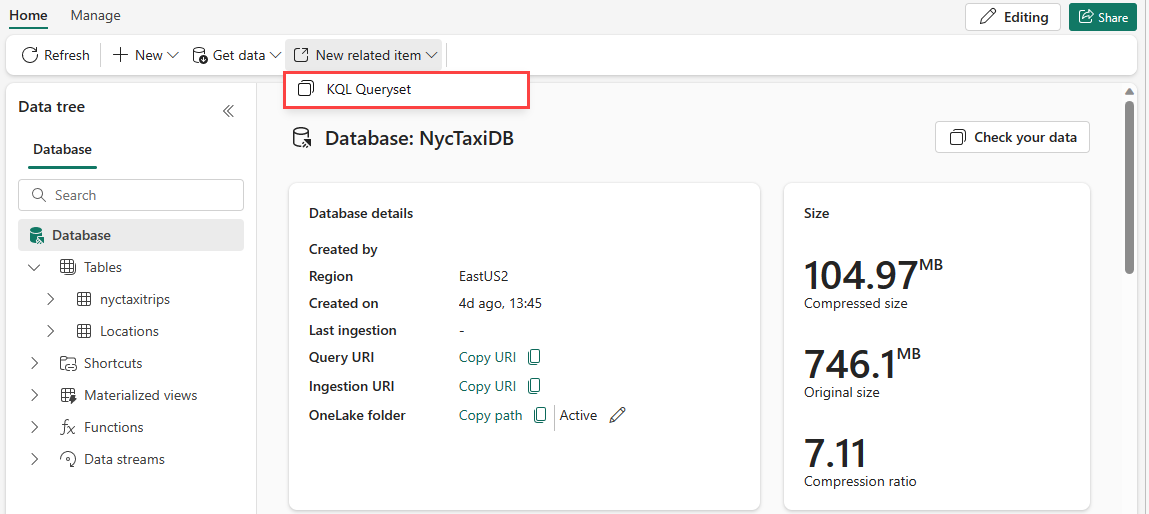 Home Manage
Editing Share
Refresh New Get data New related item
KQL Queryset
Data tree
Database
Search
Database
Tables
nyctaxitrips
Locations
Shortcuts
Materialized views
Functions
Data streams
Database: NycTaxiDB
Check your data
Database details
Created by
Region EastUS2
Created on 4d ago, 13:45
Last ingestion -
Query URI Copy URI
Ingestion URI Copy URI
OneLake folder Copy path Active
Size
104.97 MB
Compressed size
746.1 MB
Original size
7.11
Compression ratio